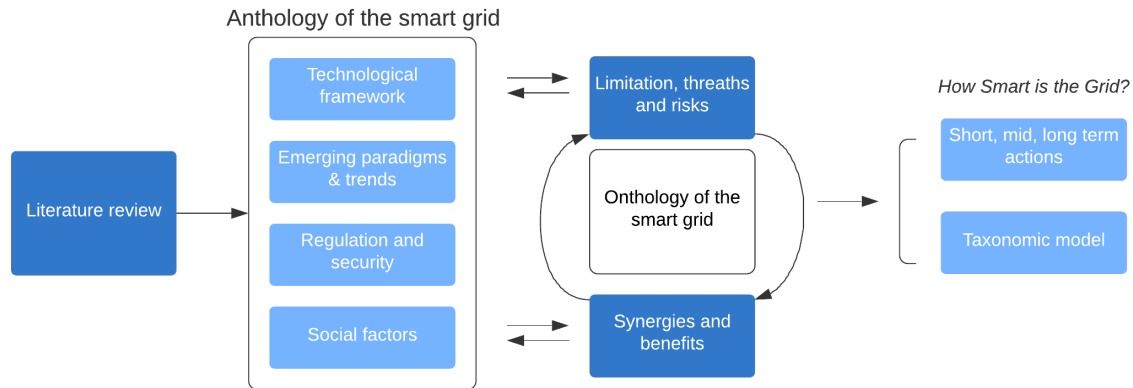 Anthology of the smart grid
Literature review
Technological
framework
Emerging paradigms
& trends
Regulation and
security
Social factors
Limitation, threaths
and risks
Onthology of the
smart grid
Synergies and
benefits
How Smart is the Grid?
Short, mid, long term
actions
Taxonomic model